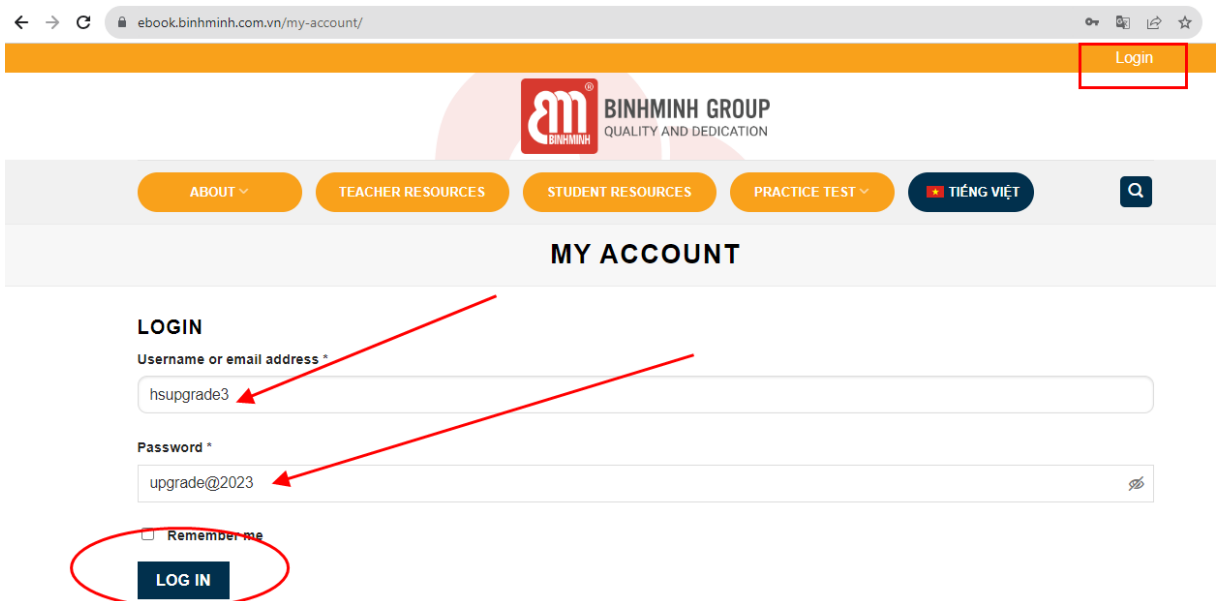 ebook.binhminh.com.vn/my-account/
Login
BINHMINH
®
BINHMINH GROUP
QUALITY AND DEDICATION
ABOUT TEACHER RESOURCES STUDENT RESOURCES PRACTICE TEST TIẾNG VIỆT
MY ACCOUNT
LOGIN
Username or email address *
hsupgrade3
Password *
upgrade@2023
Remember me
LOG IN